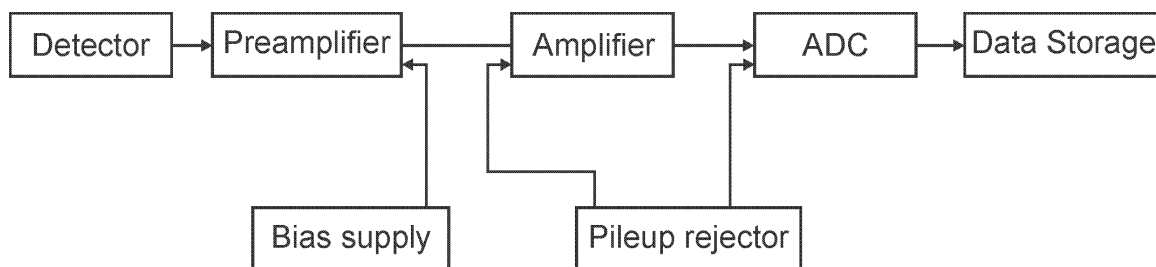 Detector
Preamplifier
Amplifier
ADC
Data Storage
Bias supply
Pileup rejector